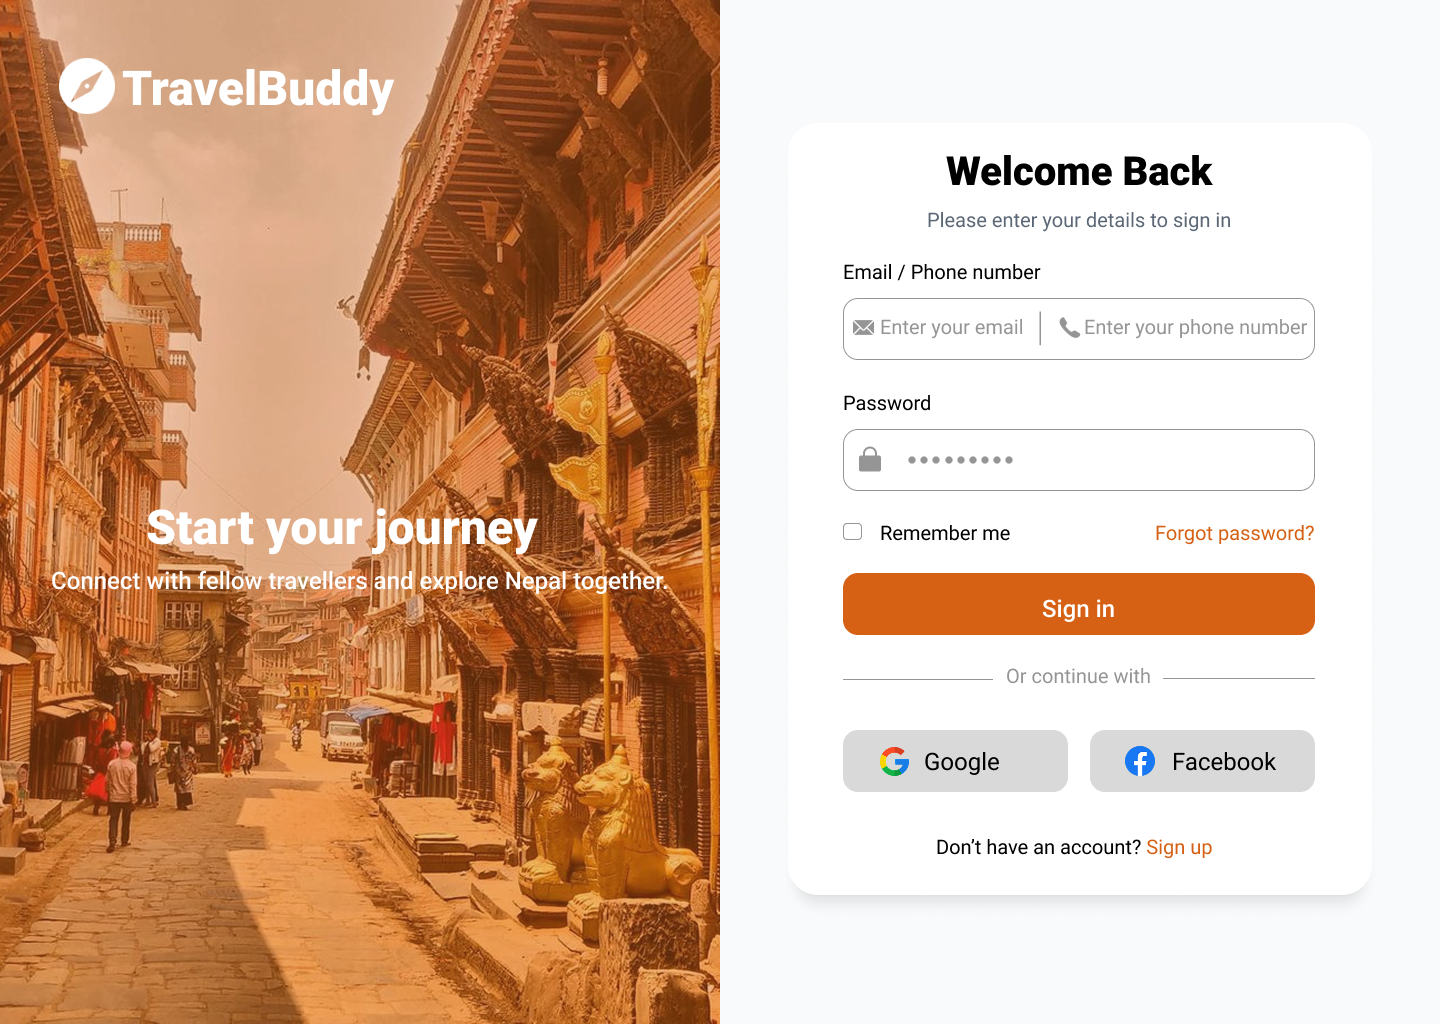 TravelBuddy
Start your journey
Connect with fellow travellers and explore Nepal together.
Welcome Back
Please enter your details to sign in
Email / Phone number
Enter your email
Enter your phone number
Password
Remember me
Forgot password?
Sign in
Or continue with
Google
Facebook
Don’t have an account? Sign up